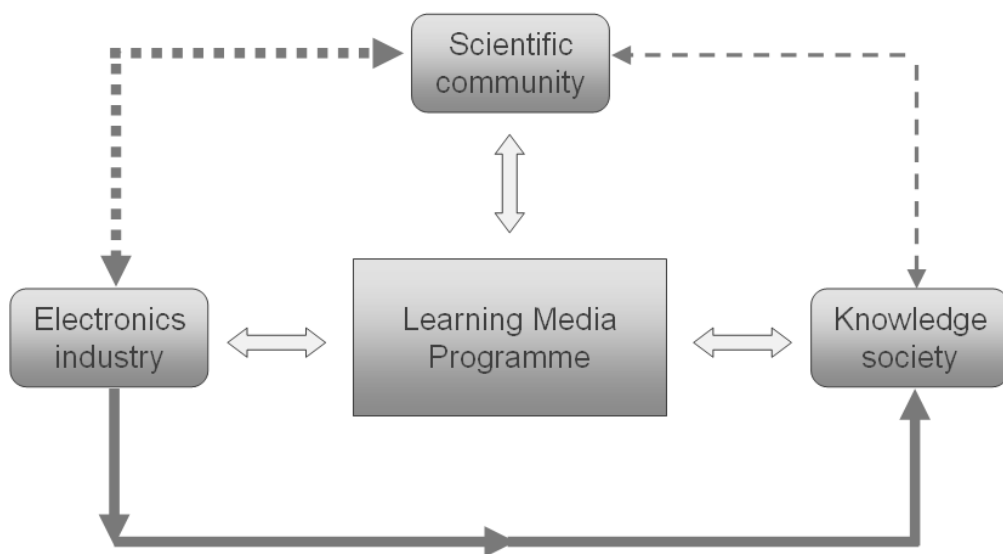 Scientific
community
Electronics
industry
Learning Media
Programme
Knowledge
society